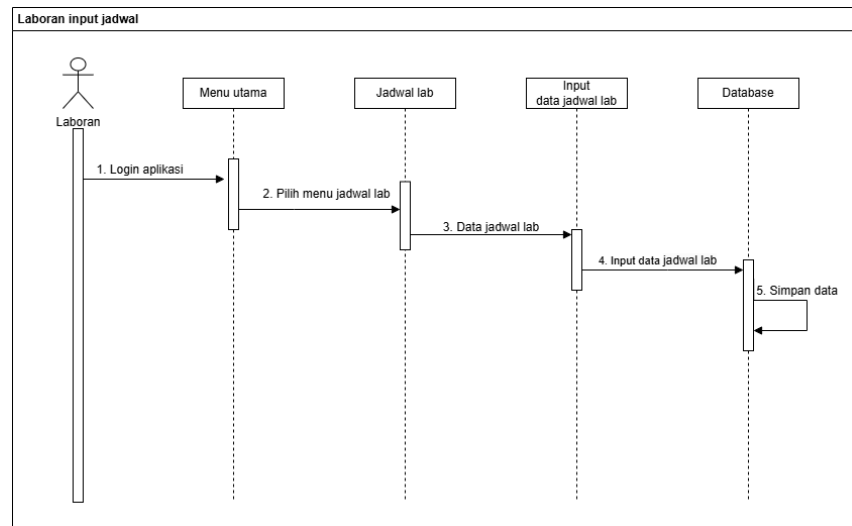 Laboran input jadwal
Menu utama
Jadwal lab
Input
data jadwal lab
Database
Laboran
1. Login aplikasi
2. Pilih menu jadwal lab
3. Data jadwal lab
4. Input data jadwal lab
5. Simpan data